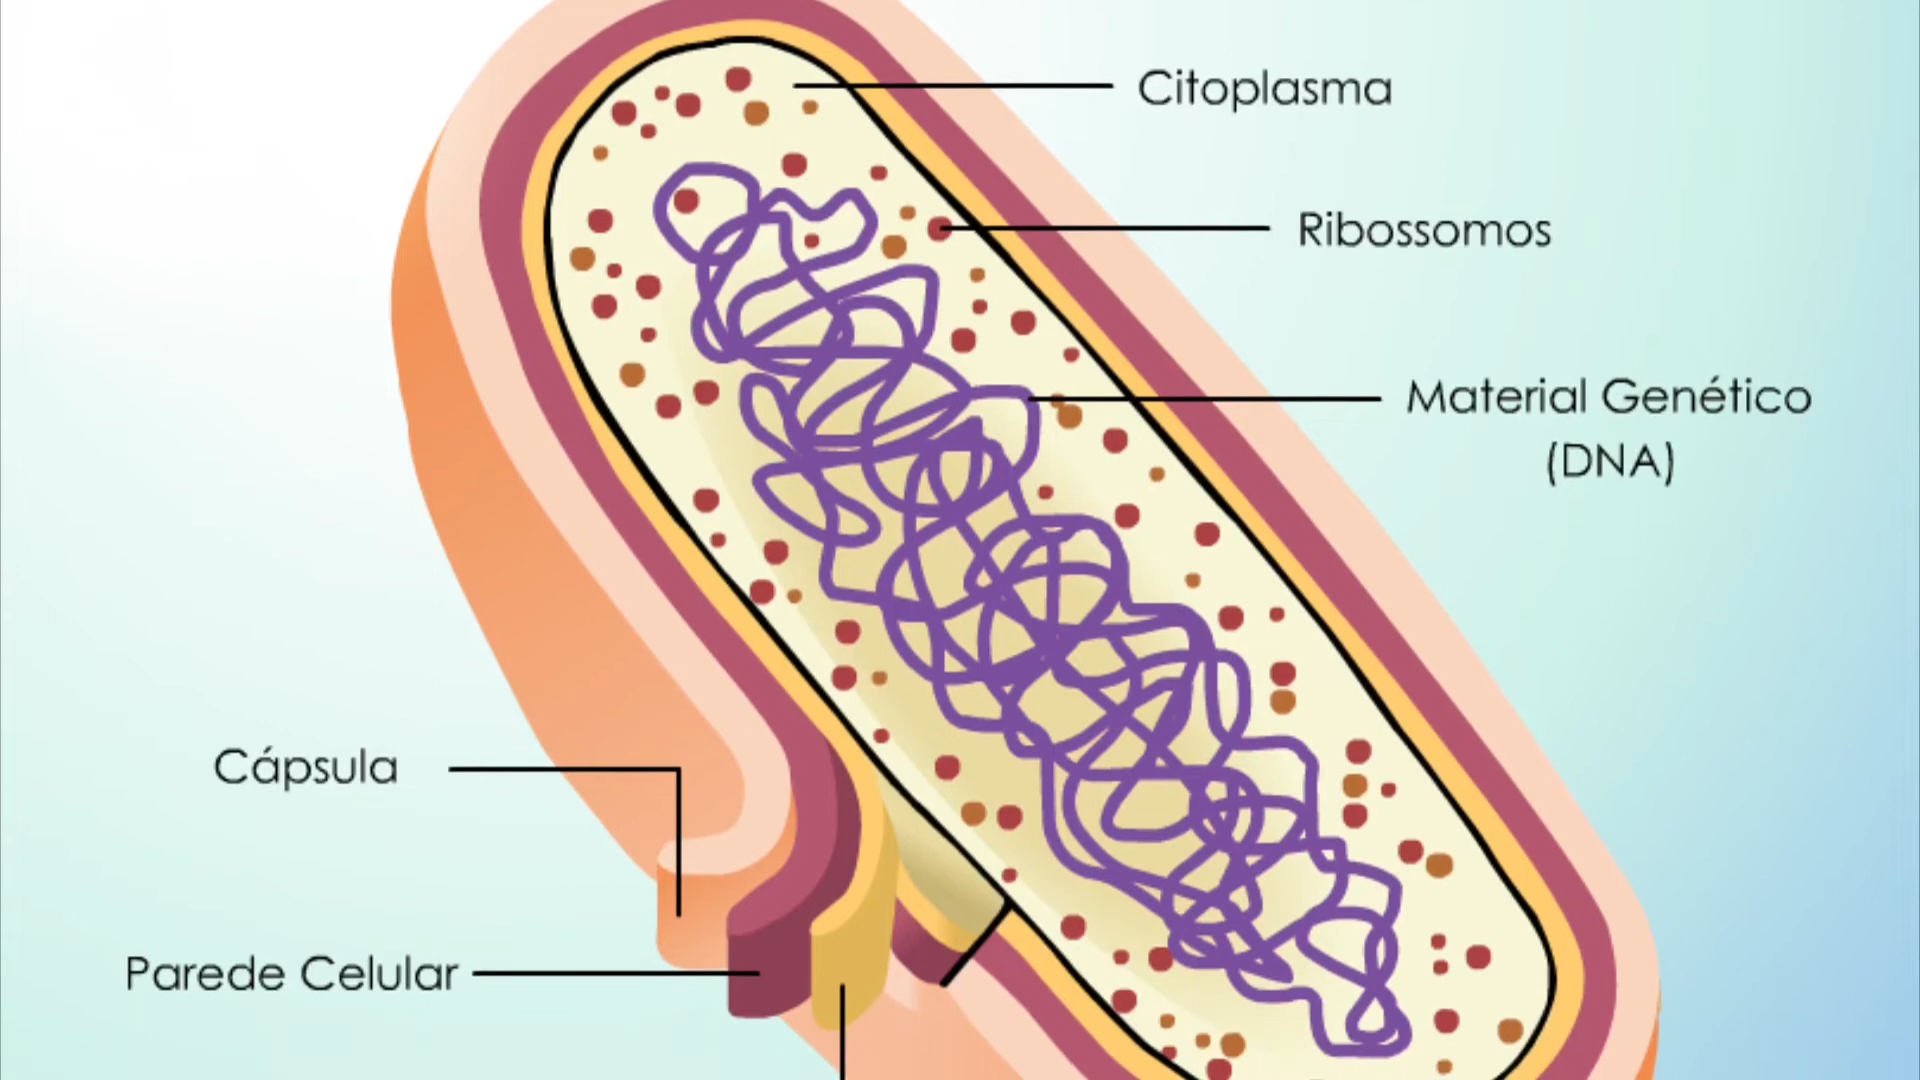 Citoplasma
Ribossomos
Material Genético
(DNA)
Cápsula
Parede Celular